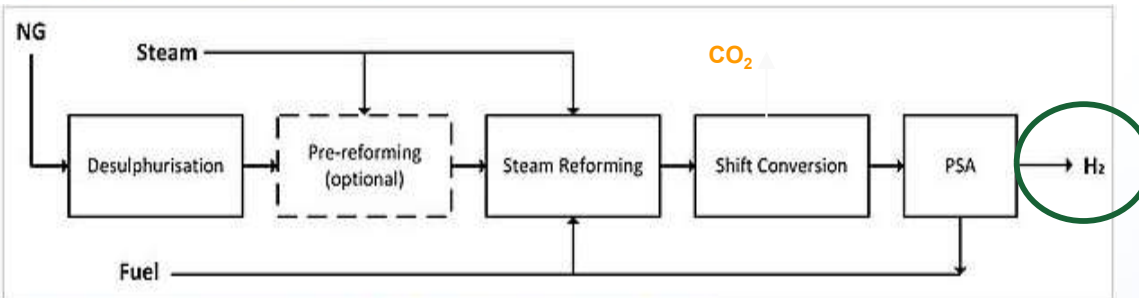 NG
Steam
CO₂
Desulphurisation
Pre-reforming
(optional)
Steam Reforming
Shift Conversion
PSA
H₂
Fuel